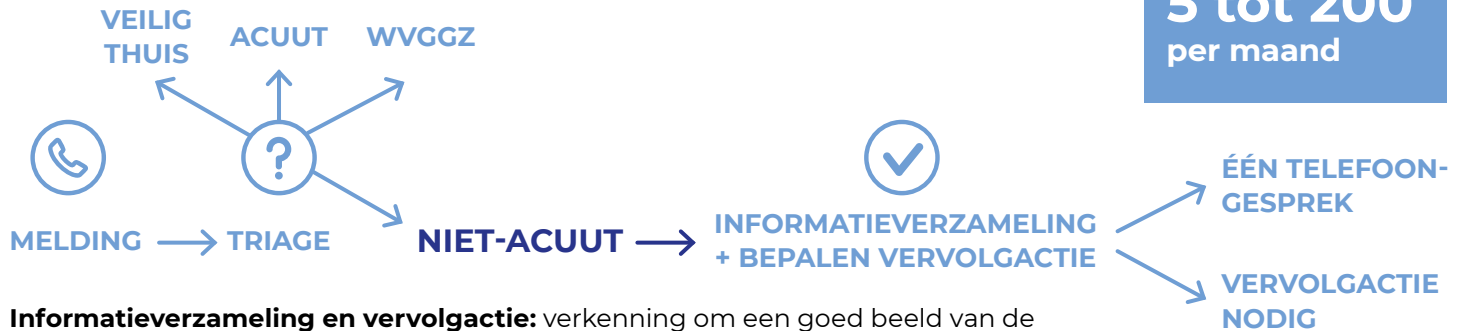 VEILIG
THUIS
ACUUT
WVGGZ
5 tot 200
per maand
?
MELDING
TRIAGE
NIET-ACUUT
INFORMATIEVERZAMELING
+ BEPALEN VERVOLGACTIE
ÉÉN TELEFOON-
GESPREK
VERVOLGACTIE
NODIG
Informatieverzameling en vervolgactie: verkenning om een goed beeld van de